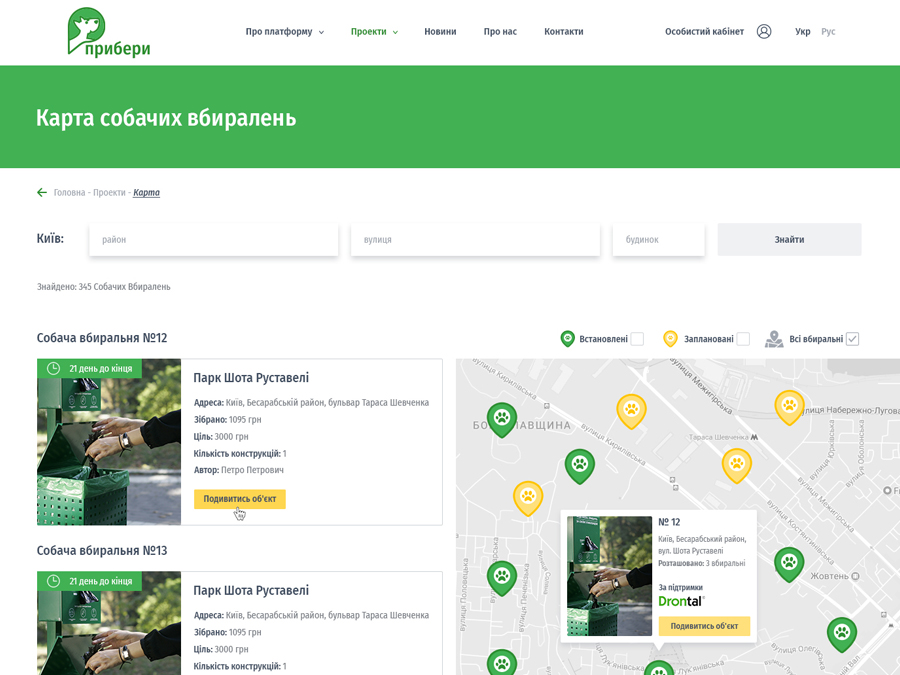 прибери
Про платформу
Проекти
Новини
Про нас
Контакти
Особистий кабінет
Укр
Рус
Карта собачих вбиралень
Головна - Проекти - Карта
Київ:
район
вулиця
будинок
Знайти
Знайдено: 345 Собачих Вбиралень
Собача вбиральня №12
Встановлені
Заплановані
Всі вбиральні
21 день до кінця
Парк Шота Руставелі
Адреса: Київ, Бесарабський район, бульвар Тараса Шевченка
Зібрано: 1095 грн
Ціль: 3000 грн
Кількість конструкцій: 1
Автор: Петро Петрович
Подивитись об'єкт
Собача вбиральня №13
21 день до кінця
Парк Шота Руставелі
Адреса: Київ, Бесарабський район, бульвар Тараса Шевченка
Зібрано: 1095 грн
Ціль: 3000 грн
Кількість конструкцій: 1
вулиця Кирилівська
вулиця Межигірська
вулиця Набережно-Лугова
Тараса Шевченка
вулиця Кирилівська
вулиця Межигірська
вулиця Юрківська
вулиця Оболонська
вулиця Костянтинівська
Жовтень
№ 12
Київ, Бесарабський район,
вул. Шота Руставелі
Розташовано: 3 вбиральні
За підтримки
Drontal®
Подивитись об'єкт